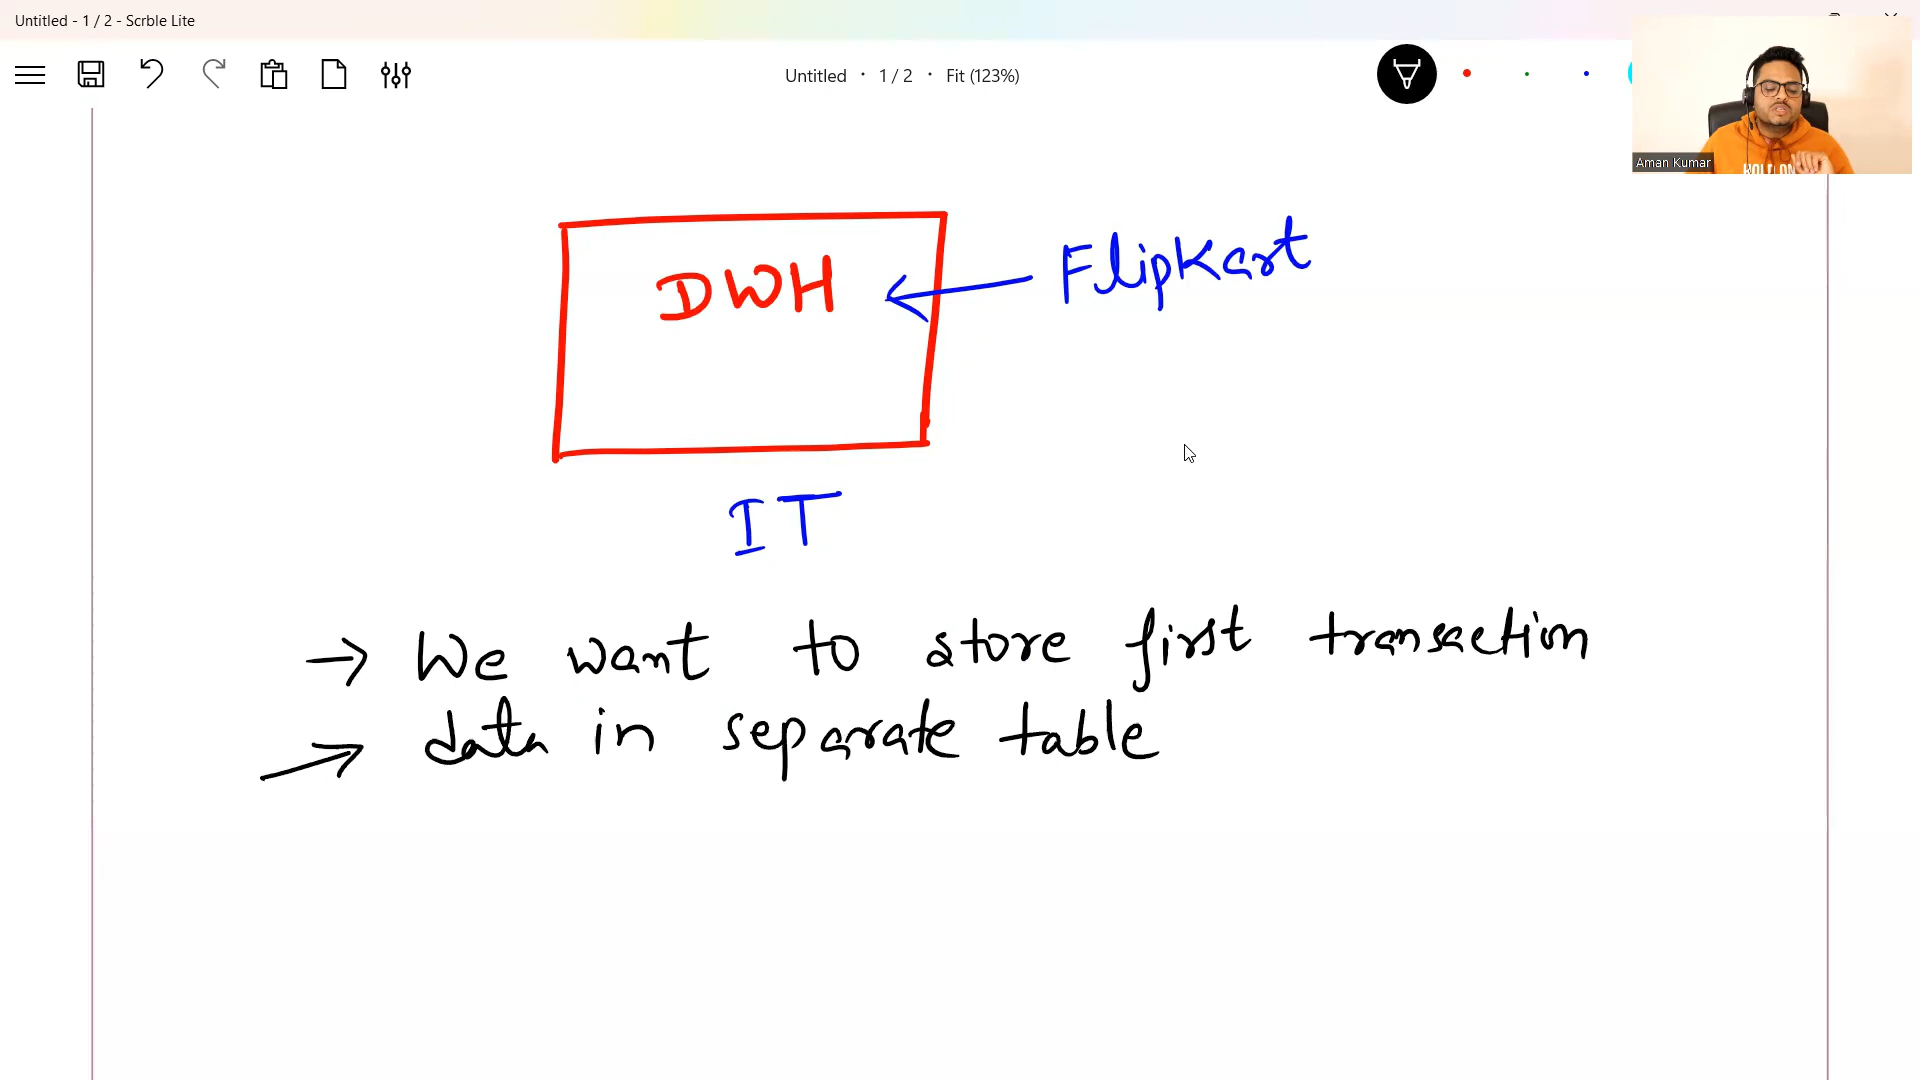 Untitled - 1 / 2 - Scrble Lite
Untitled • 1 / 2 • Fit (123%)
Aman Kumar
DWH
Flipkart
IT
→ We want to store first transaction
→ data in separate table